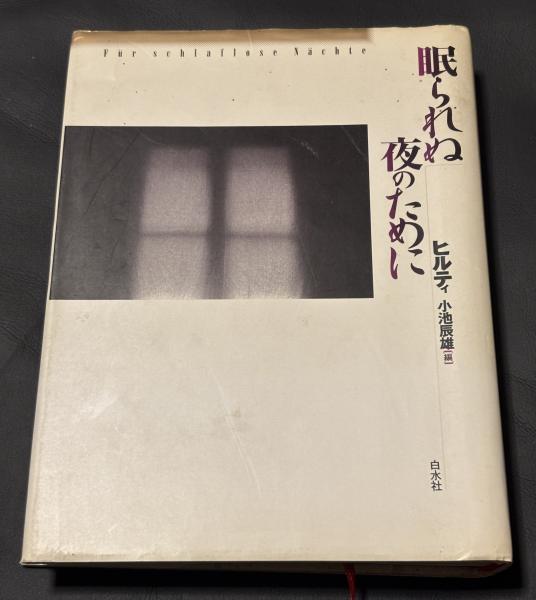 Für schlaflose Nächte
眠られぬ
夜のために
ヒルティ 小池辰雄[編]
白水社